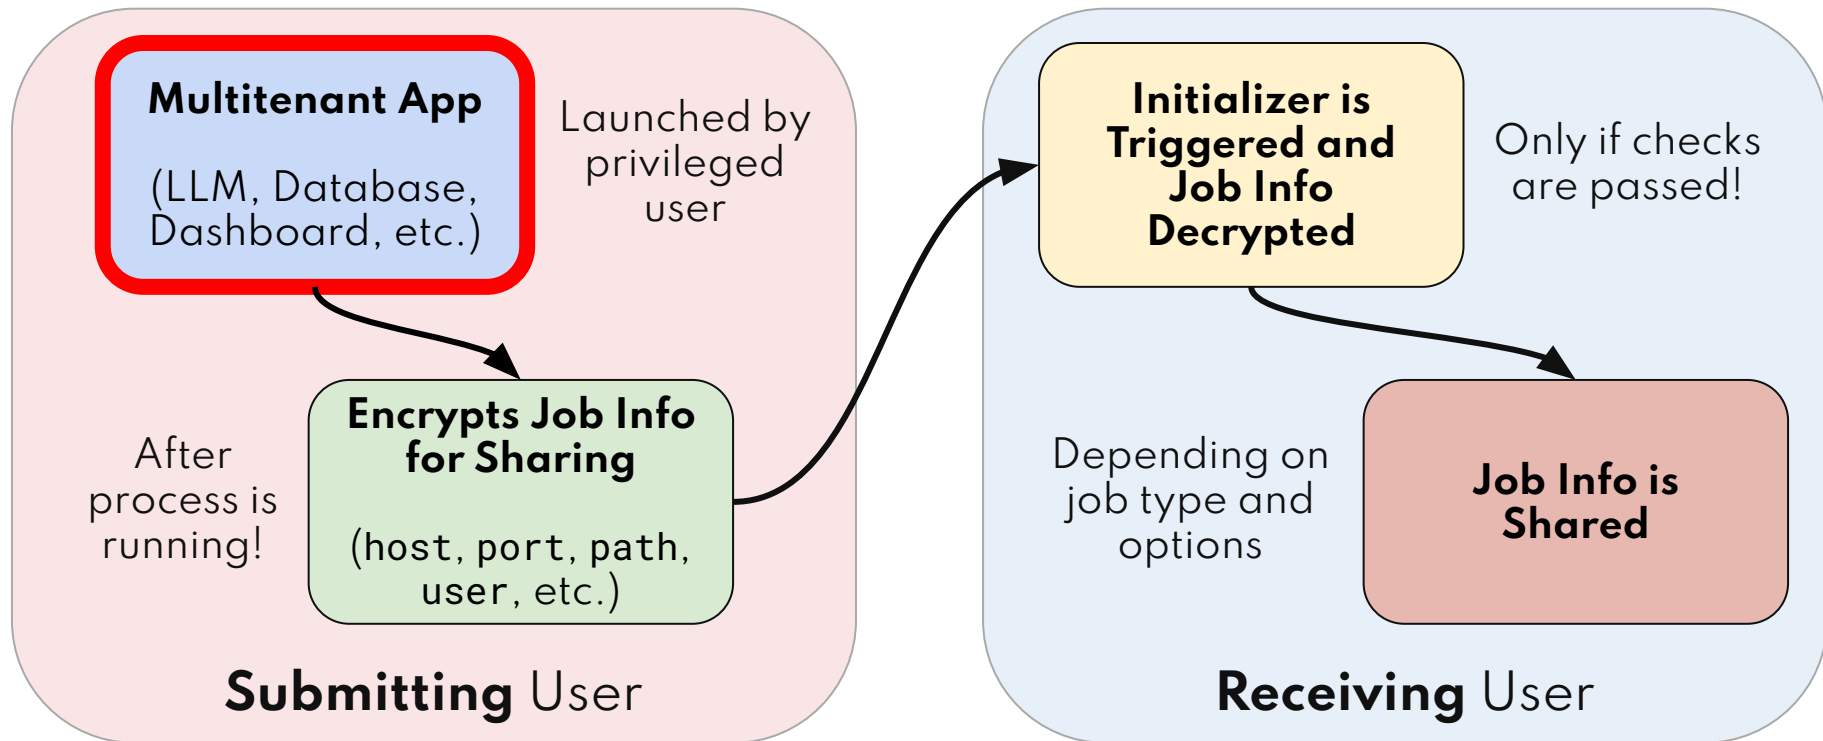 Multitenant App
(LLM, Database,
Dashboard, etc.)
Launched by
privileged
user
After
process is
running!
Encrypts Job Info
for Sharing
(host, port, path,
user, etc.)
Submitting User
Initializer is
Triggered and
Job Info
Decrypted
Only if checks
are passed!
Depending on
job type and
options
Job Info is
Shared
Receiving User